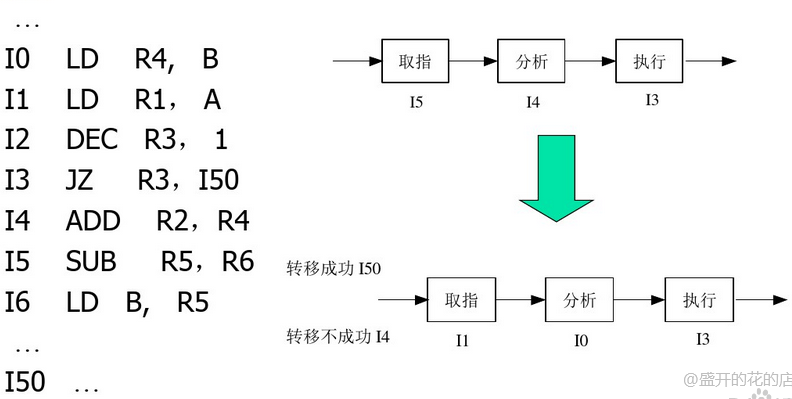 …
I0 LD R4, B
I1 LD R1， A
I2 DEC R3， 1
I3 JZ R3，I50
I4 ADD R2，R4
I5 SUB R5，R6
I6 LD B, R5
…
I50 …
取指 分析 执行
I5 I4 I3
转移成功 I50
取指 分析 执行
转移不成功 I4
I1 I0 I3
@盛开的花的店